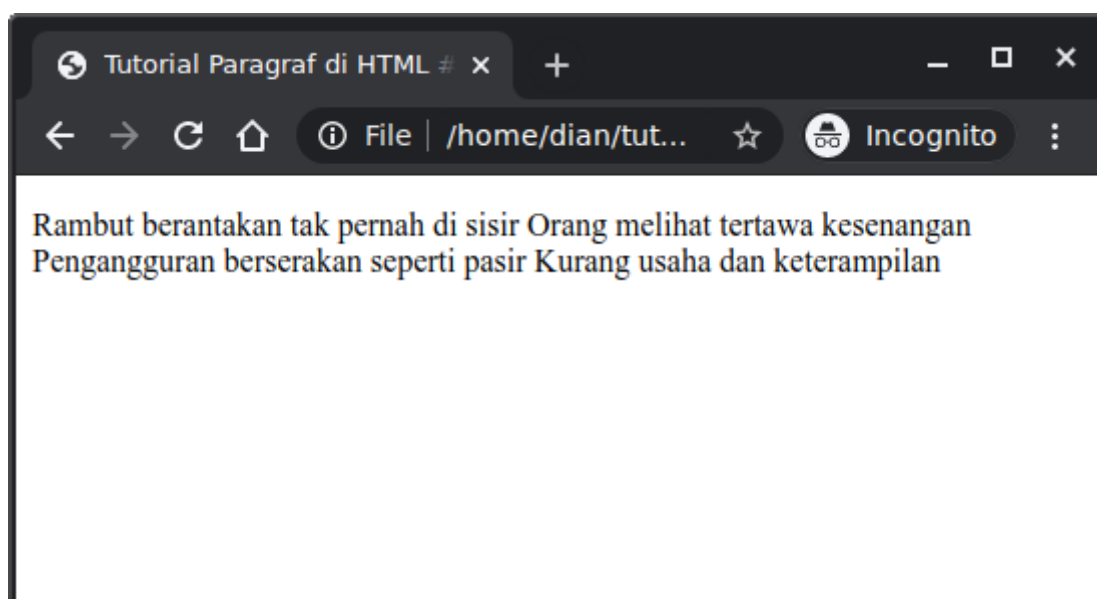 Tutorial Paragraf di HTML #
File | /home/dian/tut... Incognito
Rambut berantakan tak pernah di sisir Orang melihat tertawa kesenangan
Pengangguran berserakan seperti pasir Kurang usaha dan keterampilan